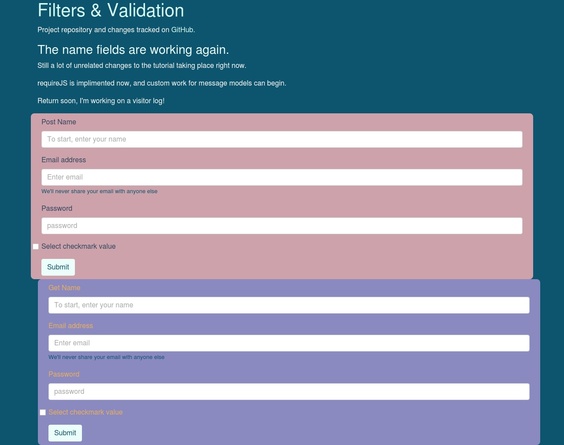 Filters & Validation
Project repository and changes tracked on GitHub.
The name fields are working again.
Still a lot of unrelated changes to the tutorial taking place right now.
requireJS is implimented now, and custom work for message models can begin.
Return soon, I'm working on a visitor log!
Post Name
To start, enter your name
Email address
Enter email
We'll never share your email with anyone else
Password
password
Select checkmark value
Submit
Get Name
To start, enter your name
Email address
Enter email
We'll never share your email with anyone else
Password
password
Select checkmark value
Submit